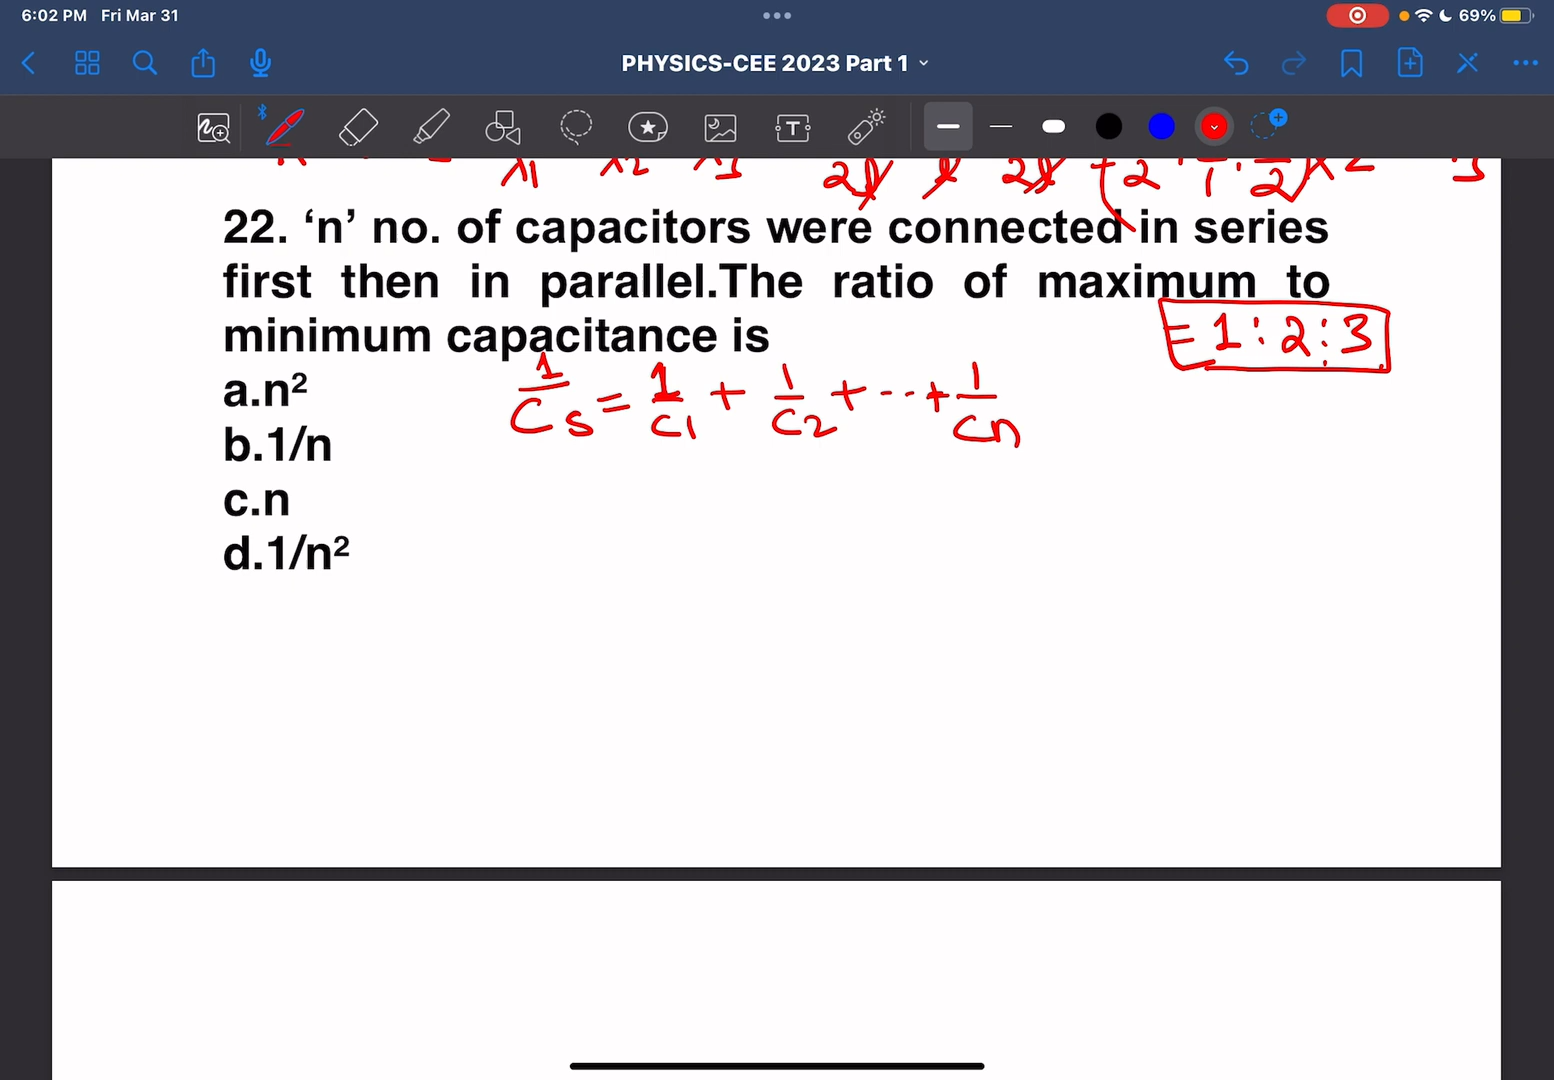 6:02 PM Fri Mar 31
69%
PHYSICS-CEE 2023 Part 1
T
22. ‘n’ no. of capacitors were connected in series
first then in parallel.The ratio of maximum to
minimum capacitance is
= 1 : 2 : 3
a.n²
1/Cs = 1/C1 + 1/C2 + ... + 1/Cn
b.1/n
c.n
d.1/n²